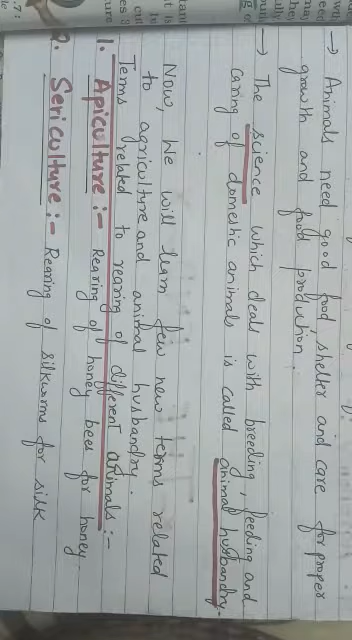 → Animals need good food, shelter and care for proper
growth and food production.
→ The science which deals with breeding, feeding and
caring of domestic animals is called animal husbandry.
Now, We will learn few new terms related
to agriculture and animal husbandry.
Terms related to rearing of different animals :-
1. Apiculture :- Rearing of honey bees for honey
2. Sericulture :- Rearing of silkworms for silk